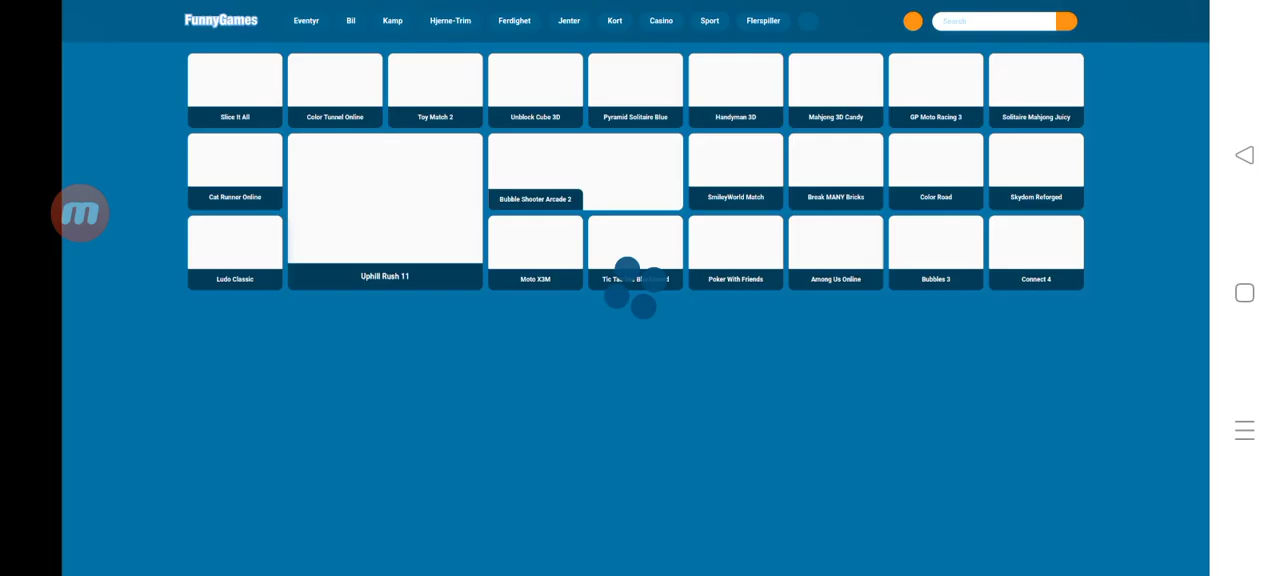 FunnyGames Eventyr Bil Kamp Hjerne-Trim Ferdighet Jenter Kort Casino Sport Flerspiller Search
Slice It All Color Tunnel Online Toy Match 2 Unblock Cube 3D Pyramid Solitaire Blue Handyman 3D Mahjong 3D Candy GP Moto Racing 3 Solitaire Mahjong Juicy
Cat Runner Online Bubble Shooter Arcade 2 SmileyWorld Match Break MANY Bricks Color Road Skydom Reforged
Ludo Classic Uphill Rush 11 Moto X3M Tic Poker With Friends Among Us Online Bubbles 3 Connect 4